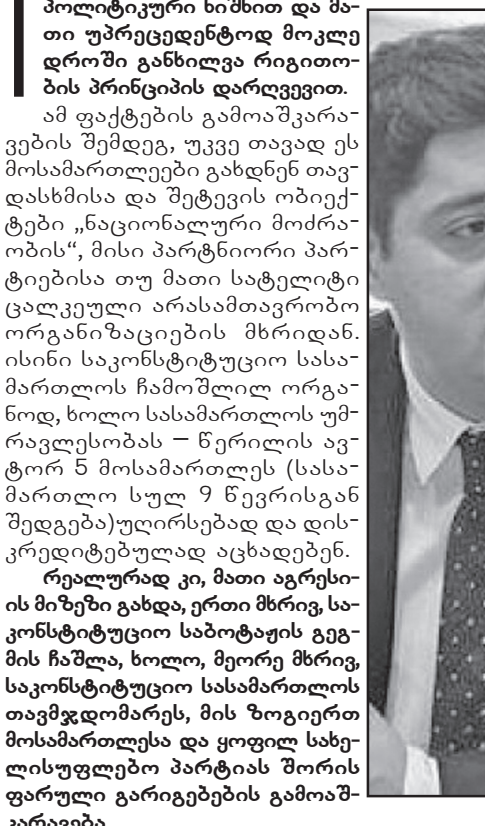 პოლიტიკური ნიშნით და მა-
თი უპრეცედენტოდ მოკლე
დროში განხილვა რიგითო-
ბის პრინციპის დარღვევით.
ამ ფაქტების გამოაშკარა-
ვების შემდეგ, უკვე თავად ეს
მოსამართლეები გახდნენ თავ-
დასხმისა და შეტევის ობიექ-
ტები „ნაციონალური მოძრა-
ობის“, მისი პარტნიორი პარ-
ტიებისა თუ მათი სატელიტი
ცალკეული არასამთავრობო
ორგანიზაციების მხრიდან.
ისინი საკონსტიტუციო სასა-
მართლოს ჩამოშლილ ორგა-
ნოდ, ხოლო სასამართლოს უმ-
რავლესობას – წერილის ავ-
ტორ 5 მოსამართლეს (სასა-
მართლო სულ 9 წევრისგან
შედგება)უღირსებად და დის-
კრედიტებულად აცხადებენ.
რეალურად კი, მათი აგრესი-
ის მიზეზი გახდა, ერთი მხრივ, სა-
კონსტიტუციო საბოტაჟის გეგ-
მის ჩაშლა, ხოლო, მეორე მხრივ,
საკონსტიტუციო სასამართლოს
თავმჯდომარეს, მის ზოგიერთ
მოსამართლესა და ყოფილ სახე-
ლისუფლებო პარტიას შორის
ფარული გარიგებების გამოაშ-
კარავება